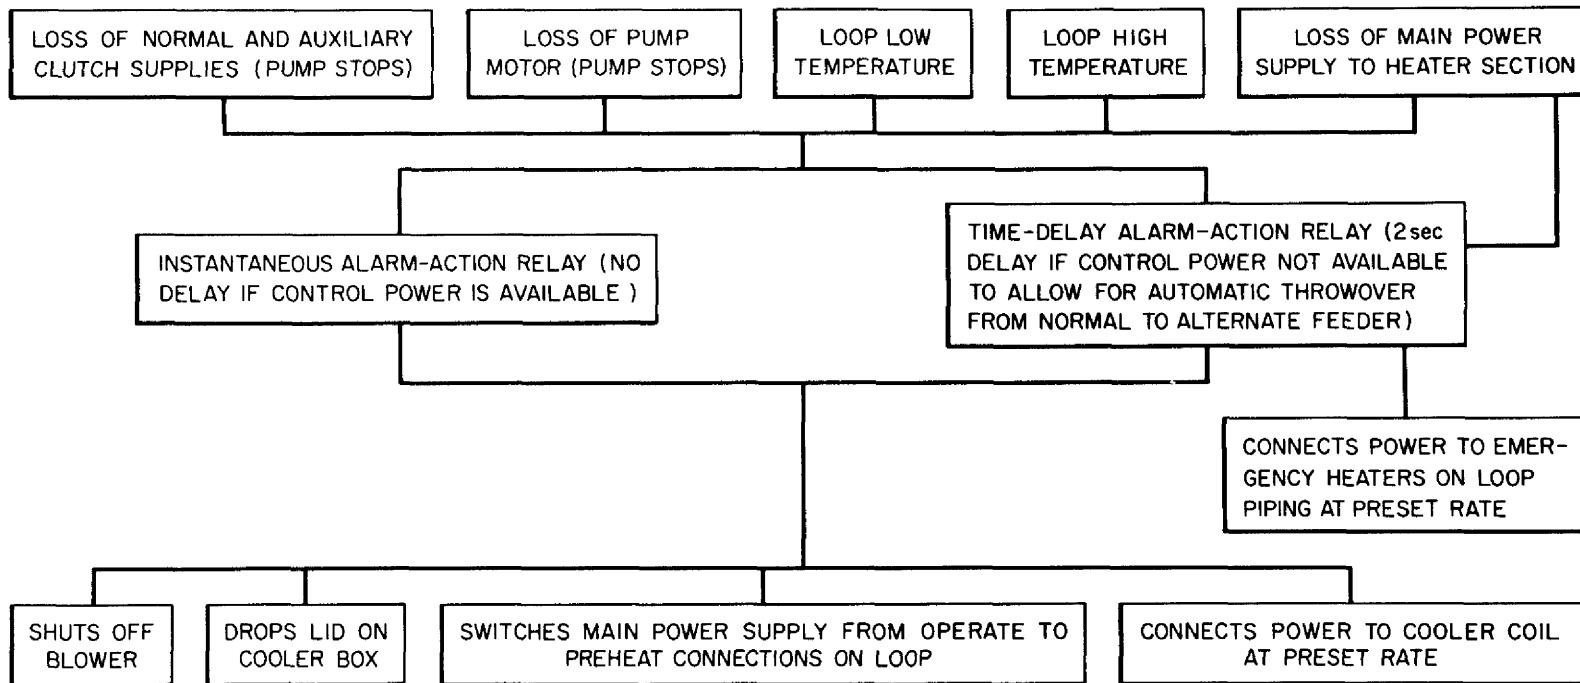 LOSS OF NORMAL AND AUXILIARY
CLUTCH SUPPLIES (PUMP STOPS)
LOSS OF PUMP
MOTOR (PUMP STOPS)
LOOP LOW
TEMPERATURE
LOOP HIGH
TEMPERATURE
LOSS OF MAIN POWER
SUPPLY TO HEATER SECTION
INSTANTANEOUS ALARM-ACTION RELAY (NO
DELAY IF CONTROL POWER IS AVAILABLE )
TIME-DELAY ALARM-ACTION RELAY (2sec
DELAY IF CONTROL POWER NOT AVAILABLE
TO ALLOW FOR AUTOMATIC THROWOVER
FROM NORMAL TO ALTERNATE FEEDER)
CONNECTS POWER TO EMER-
GENCY HEATERS ON LOOP
PIPING AT PRESET RATE
SHUTS OFF
BLOWER
DROPS LID ON
COOLER BOX
SWITCHES MAIN POWER SUPPLY FROM OPERATE TO
PREHEAT CONNECTIONS ON LOOP
CONNECTS POWER TO COOLER COIL
AT PRESET RATE